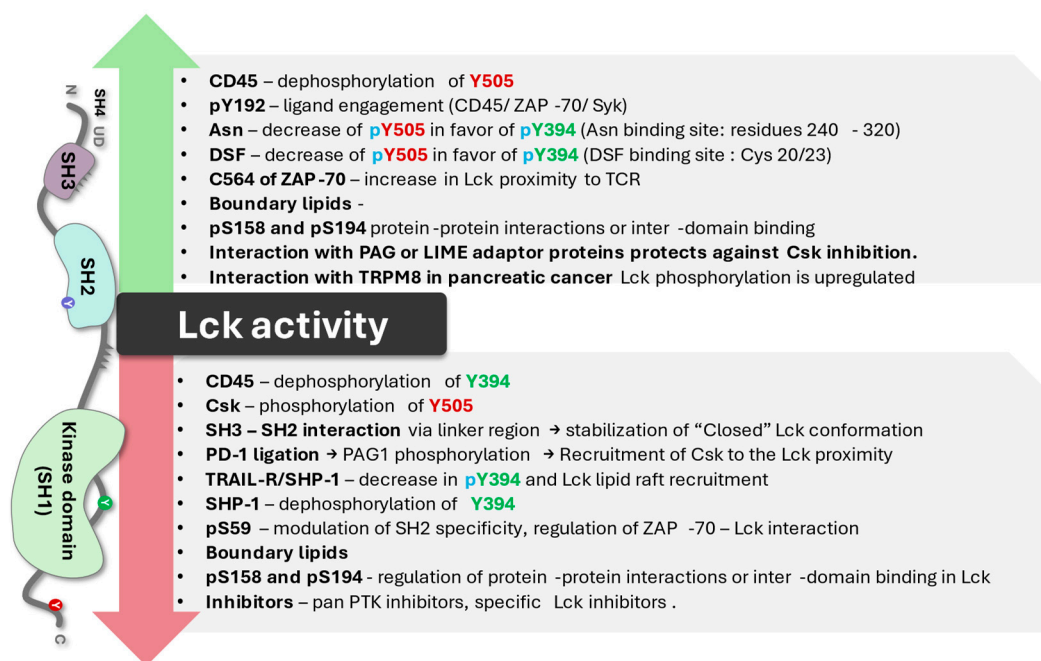 • CD45 – dephosphorylation of Y505
• pY192 – ligand engagement (CD45/ ZAP -70/ Syk)
• Asn – decrease of pY505 in favor of pY394 (Asn binding site: residues 240 - 320)
• DSF – decrease of pY505 in favor of pY394 (DSF binding site : Cys 20/23)
• C564 of ZAP-70 – increase in Lck proximity to TCR
• Boundary lipids -
• pS158 and pS194 protein -protein interactions or inter -domain binding
• Interaction with PAG or LIME adaptor proteins protects against Csk inhibition.
• Interaction with TRPM8 in pancreatic cancer Lck phosphorylation is upregulated
Lck activity
• CD45 – dephosphorylation of Y394
• Csk – phosphorylation of Y505
• SH3 – SH2 interaction via linker region → stabilization of “Closed” Lck conformation
• PD-1 ligation → PAG1 phosphorylation → Recruitment of Csk to the Lck proximity
• TRAIL-R/SHP-1 – decrease in pY394 and Lck lipid raft recruitment
• SHP-1 – dephosphorylation of Y394
• pS59 – modulation of SH2 specificity, regulation of ZAP -70 – Lck interaction
• Boundary lipids
• pS158 and pS194 - regulation of protein -protein interactions or inter -domain binding in Lck
• Inhibitors – pan PTK inhibitors, specific Lck inhibitors .
N
SH4 UD
SH3
SH2
Y
Kinase domain
(SH1)
Y
Y
C